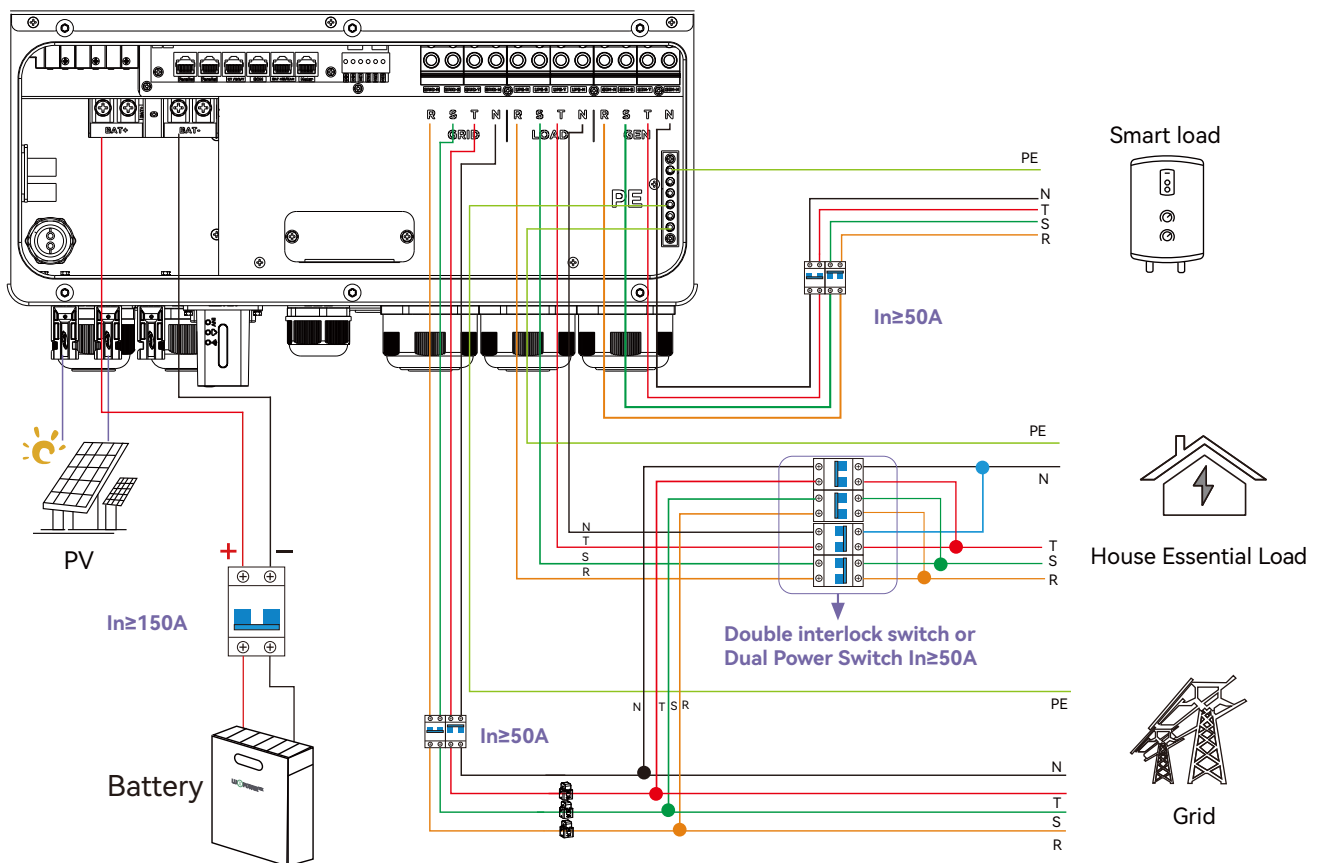 BAT+
BAT-
R S T N R S T N R S T N
GRID LOAD GEN
PE
PE
N
T
S
R
Smart load
In≥50A
PE
N
N
T
S
R
T
S
R
House Essential Load
Double interlock switch or
Dual Power Switch In≥50A
PV
+ −
In≥150A
Battery
In≥50A
N T S R
PE
N
T
S
R
Grid